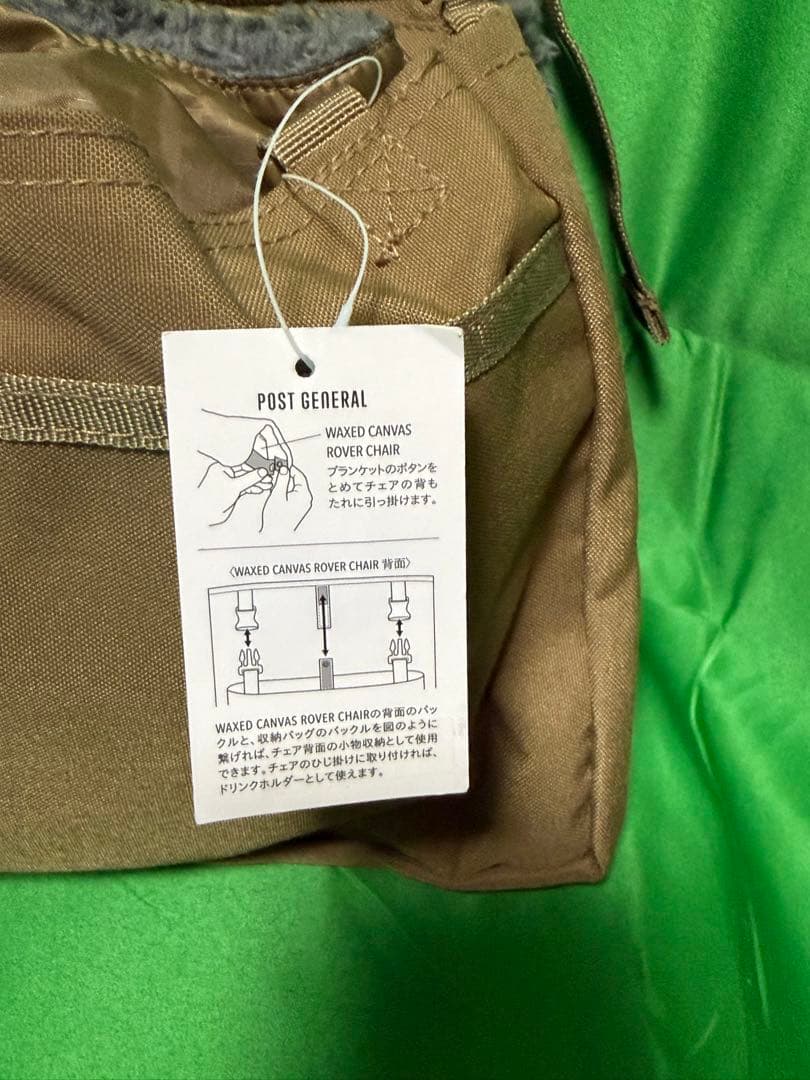 POST GENERAL
WAXED CANVAS
ROVER CHAIR
ブランケットのボタンを
とめてチェアの背も
たれに引っ掛けます。
〈WAXED CANVAS ROVER CHAIR 背面〉
WAXED CANVAS ROVER CHAIRの背面のバッ
クルと、収納バッグのバックルを図のように
繋げれば、チェア背面の小物収納として使用
できます。チェアのひじ掛けに取り付ければ、
ドリンクホルダーとして使えます。